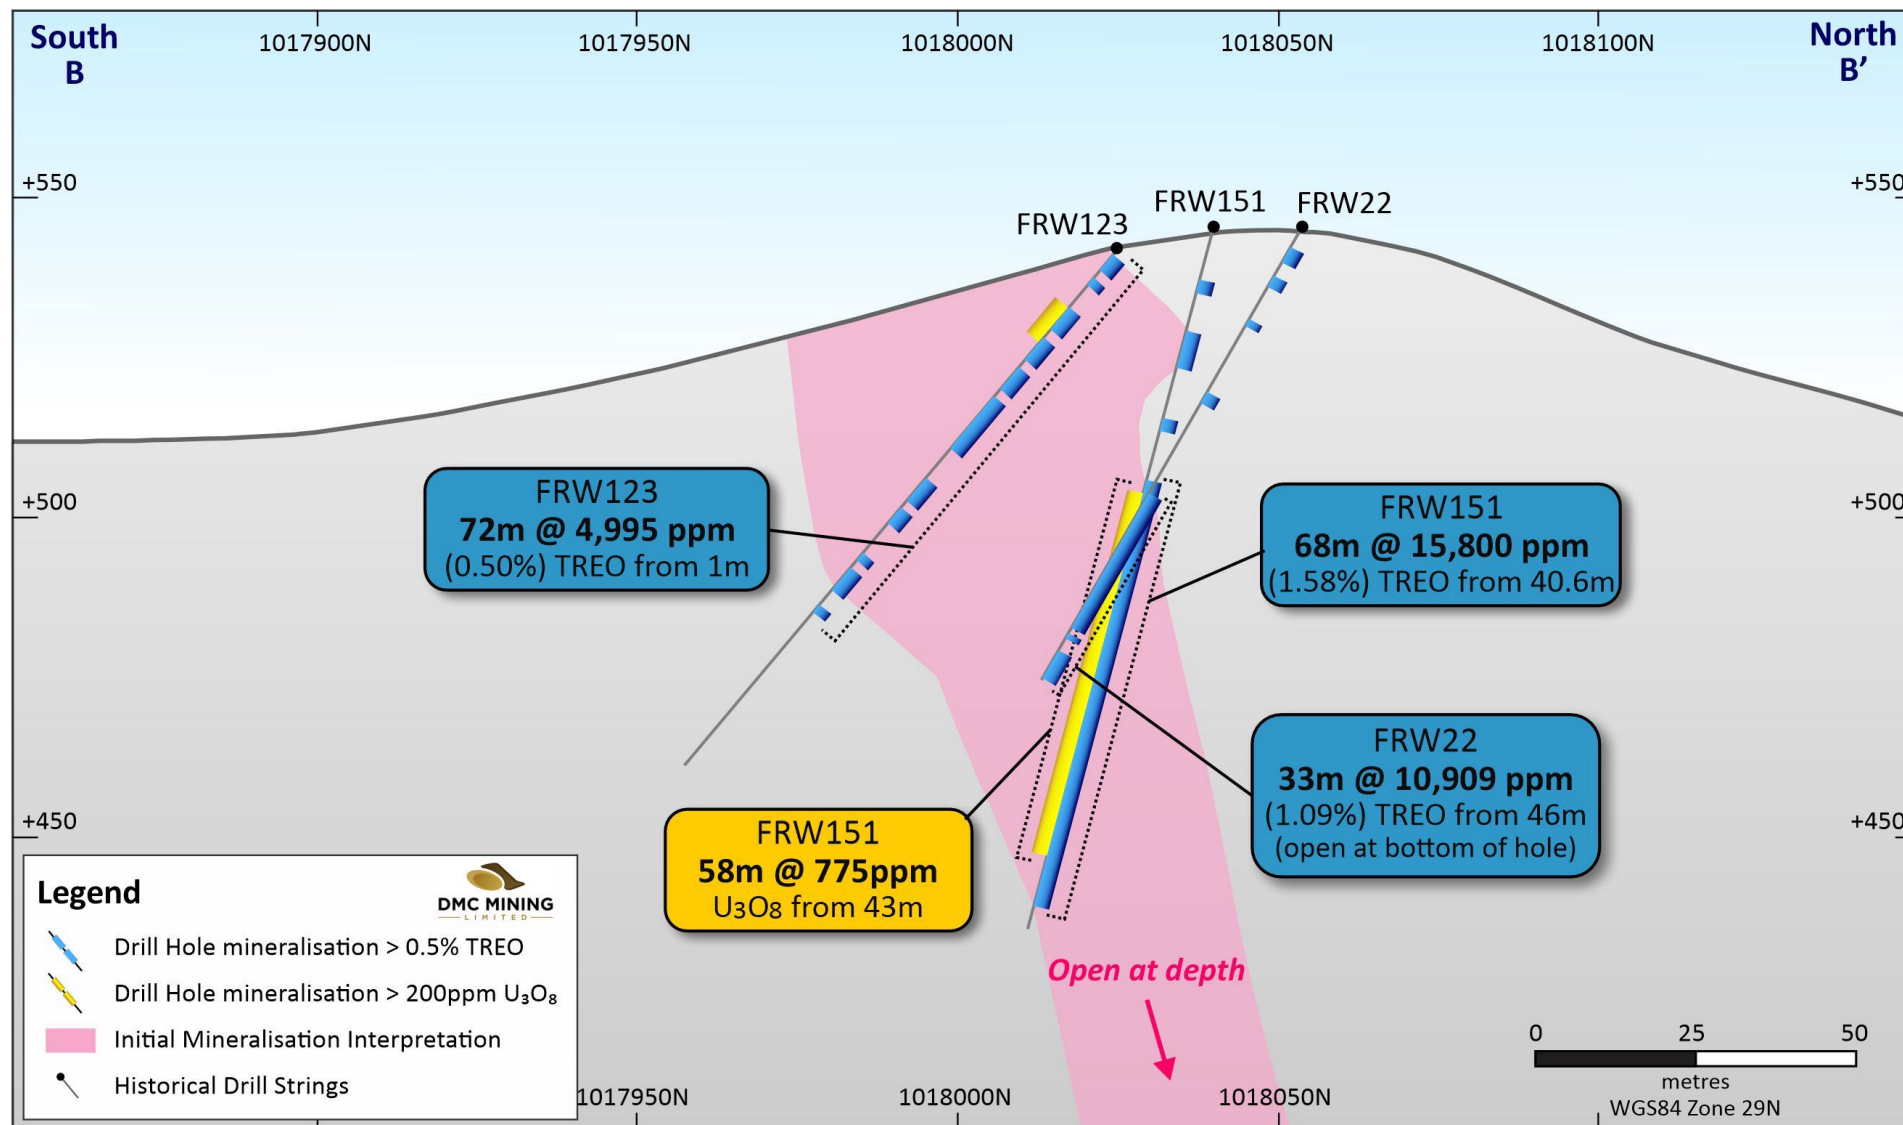 South
B
1017900N
1017950N
1018000N
1018050N
1018100N
North
B’
+550
+550
FRW123
FRW151
FRW22
+500
+500
FRW123
72m @ 4,995 ppm
(0.50%) TREO from 1m
FRW151
68m @ 15,800 ppm
(1.58%) TREO from 40.6m
FRW22
33m @ 10,909 ppm
(1.09%) TREO from 46m
(open at bottom of hole)
+450
+450
FRW151
58m @ 775ppm
U₃O₈ from 43m
Legend
DMC MINING
LIMITED
Drill Hole mineralisation > 0.5% TREO
Drill Hole mineralisation > 200ppm U₃O₈
Initial Mineralisation Interpretation
Historical Drill Strings
Open at depth
0
25
50
metres
WGS84 Zone 29N
1017950N
1018000N
1018050N